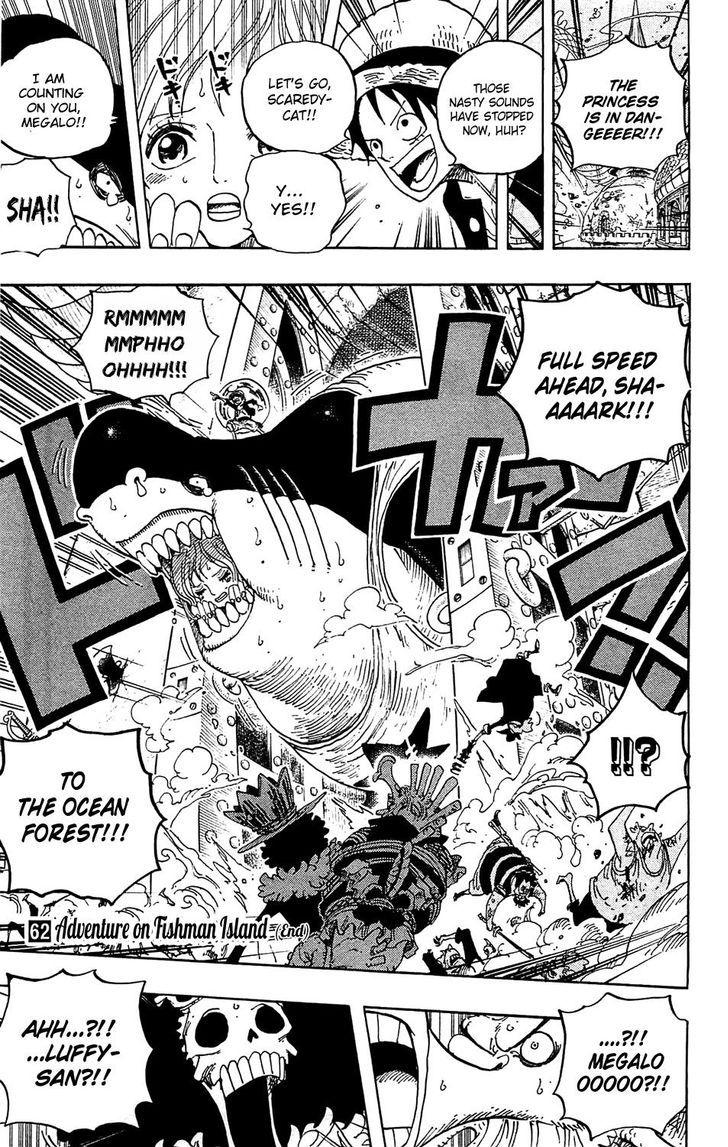 THE
PRINCESS
IS IN DAN-
GEEEER!!!
THOSE
NASTY SOUNDS
HAVE STOPPED
NOW, HUH?
LET'S GO,
SCAREDY-
CAT!!
Y...
YES!!
ドキ
ドキ
I AM
COUNTING
ON YOU,
MEGALO!!
SHA!!
FULL SPEED
AHEAD, SHA-
AAAARK!!!
RMMMMM
MMPHHO
OHHHH!!!
ドォーン!!
!!?
TO
THE OCEAN
FOREST!!!
62 Adventure on Fishman Island (End)
....?!!
MEGALO
OOOOO?!!
AHH...?!!
...LUFFY-
SAN?!!